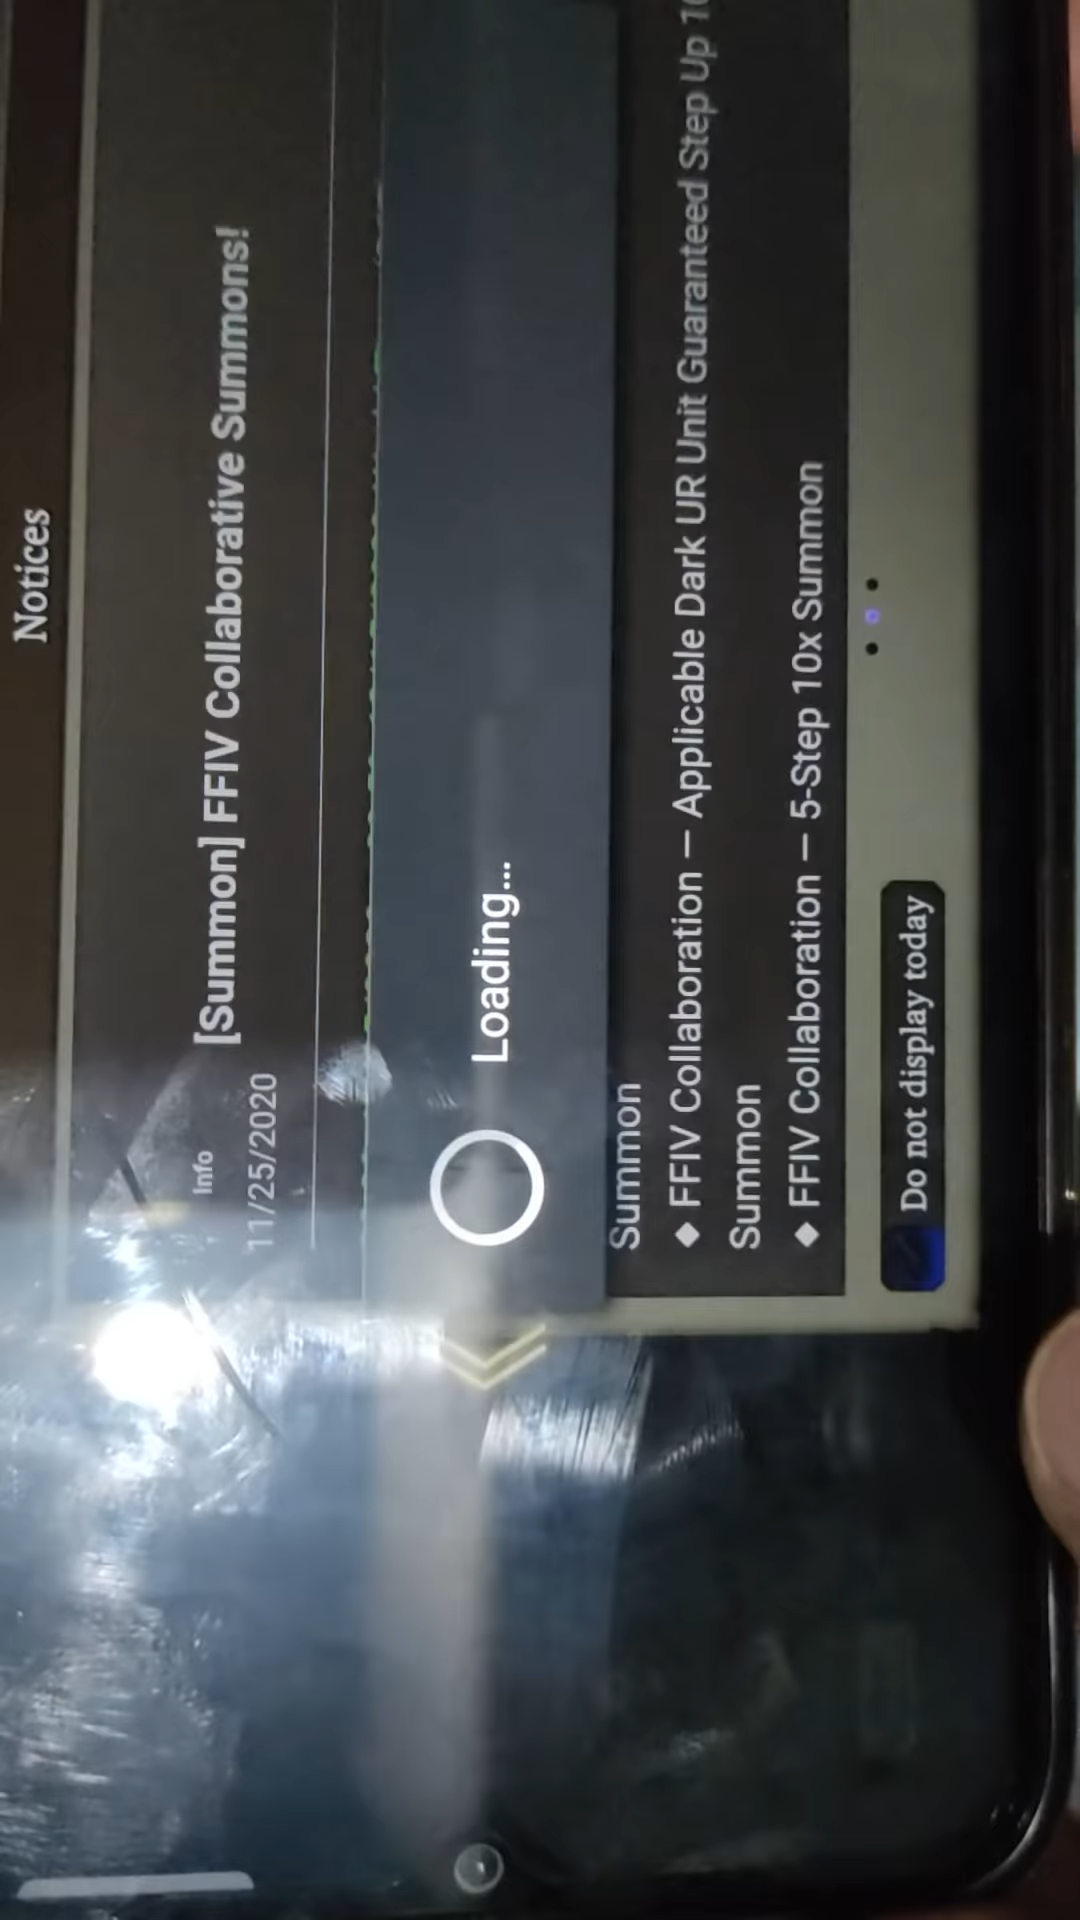 Notices
Info
[Summon] FFIV Collaborative Summons!
11/25/2020
Loading...
Summon
◆ FFIV Collaboration – Applicable Dark UR Unit Guaranteed Step Up
Summon
◆ FFIV Collaboration – 5-Step 10x Summon
Do not display today